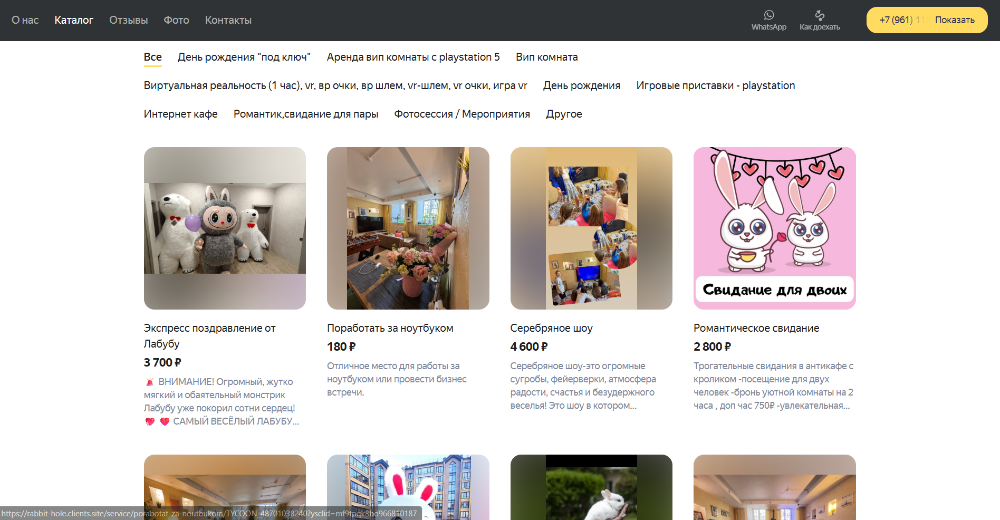 О нас Каталог Отзывы Фото Контакты WhatsApp Как доехать +7 (961) 11 Показать
Все День рождения "под ключ" Аренда вип комнаты с playstation 5 Вип комната
Виртуальная реальность (1 час), vr, вр очки, вр шлем, vr-шлем, vr очки, игра vr День рождения Игровые приставки - playstation
Интернет кафе Романтик,свидание для пары Фотосессия / Мероприятия Другое
Свидание для двоих
Экспресс поздравление от
Лабубу
3 700 ₽
🚨 ВНИМАНИЕ! Огромный, жутко
мягкий и обаятельный монстрик
Лабубу уже покорил сотни сердец!
💖 ❤️ САМЫЙ ВЕСЁЛЫЙ ЛАБУБУ...
Поработать за ноутбуком
180 ₽
Отличное место для работы за
ноутбуком или провести бизнес
встречи.
Серебряное шоу
4 600 ₽
Серебряное шоу-это огромные
сугробы, фейерверки, атмосфера
радости, счастья и безудержного
веселья! Это шоу в котором...
Романтическое свидание
2 800 ₽
Трогательные свидания в антикафе с
кроликом -посещение для двух
человек -бронь уютной комнаты на 2
часа , доп час 750₽ -увлекательная...
https://rabbit-hole.clients.site/service/porabotat-za-noutbukom/TYCOON_48701038240?ysclid=mf9tpqk8bo966810187